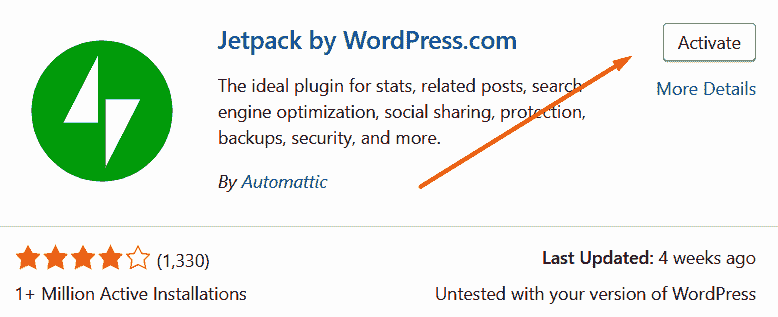 Jetpack by WordPress.com
Activate
The ideal plugin for stats, related posts, search
engine optimization, social sharing, protection,
backups, security, and more.
More Details
By Automattic
(1,330)
Last Updated: 4 weeks ago
1+ Million Active Installations
Untested with your version of WordPress